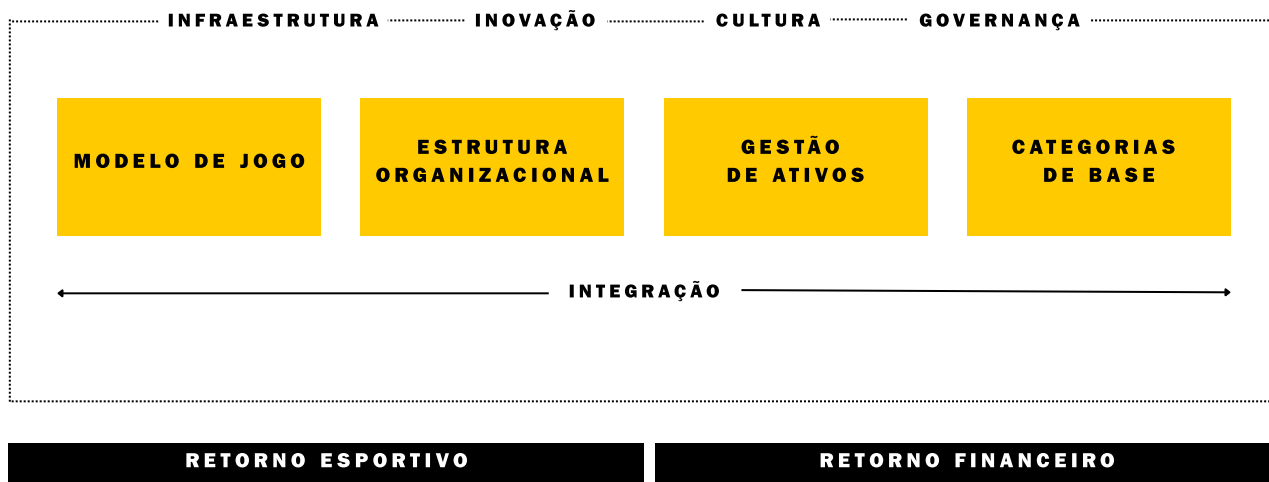 INFRAESTRUTURA INOVAÇÃO CULTURA GOVERNANÇA
MODELO DE JOGO
ESTRUTURA
ORGANIZACIONAL
GESTÃO
DE ATIVOS
CATEGORIAS
DE BASE
INTEGRAÇÃO
RETORNO ESPORTIVO
RETORNO FINANCEIRO